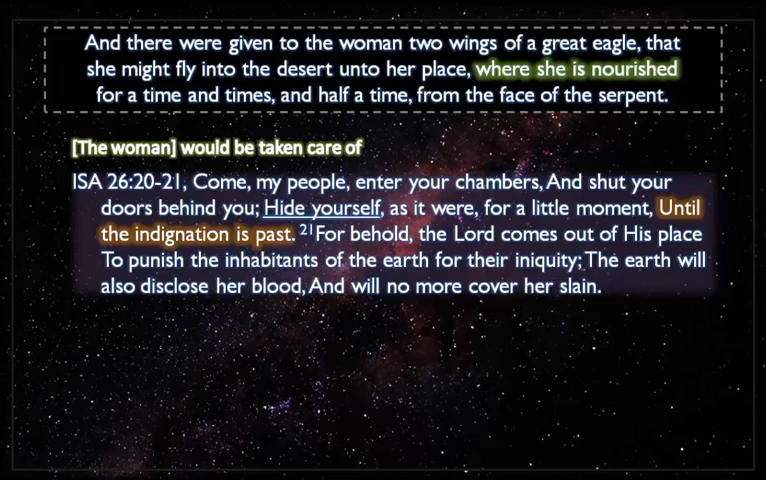 And there were given to the woman two wings of a great eagle, that
she might fly into the desert unto her place, where she is nourished
for a time and times, and half a time, from the face of the serpent.
[The woman] would be taken care of
ISA 26:20-21, Come, my people, enter your chambers, And shut your
doors behind you; Hide yourself, as it were, for a little moment, Until
the indignation is past. 21 For behold, the Lord comes out of His place
To punish the inhabitants of the earth for their iniquity; The earth will
also disclose her blood, And will no more cover her slain.